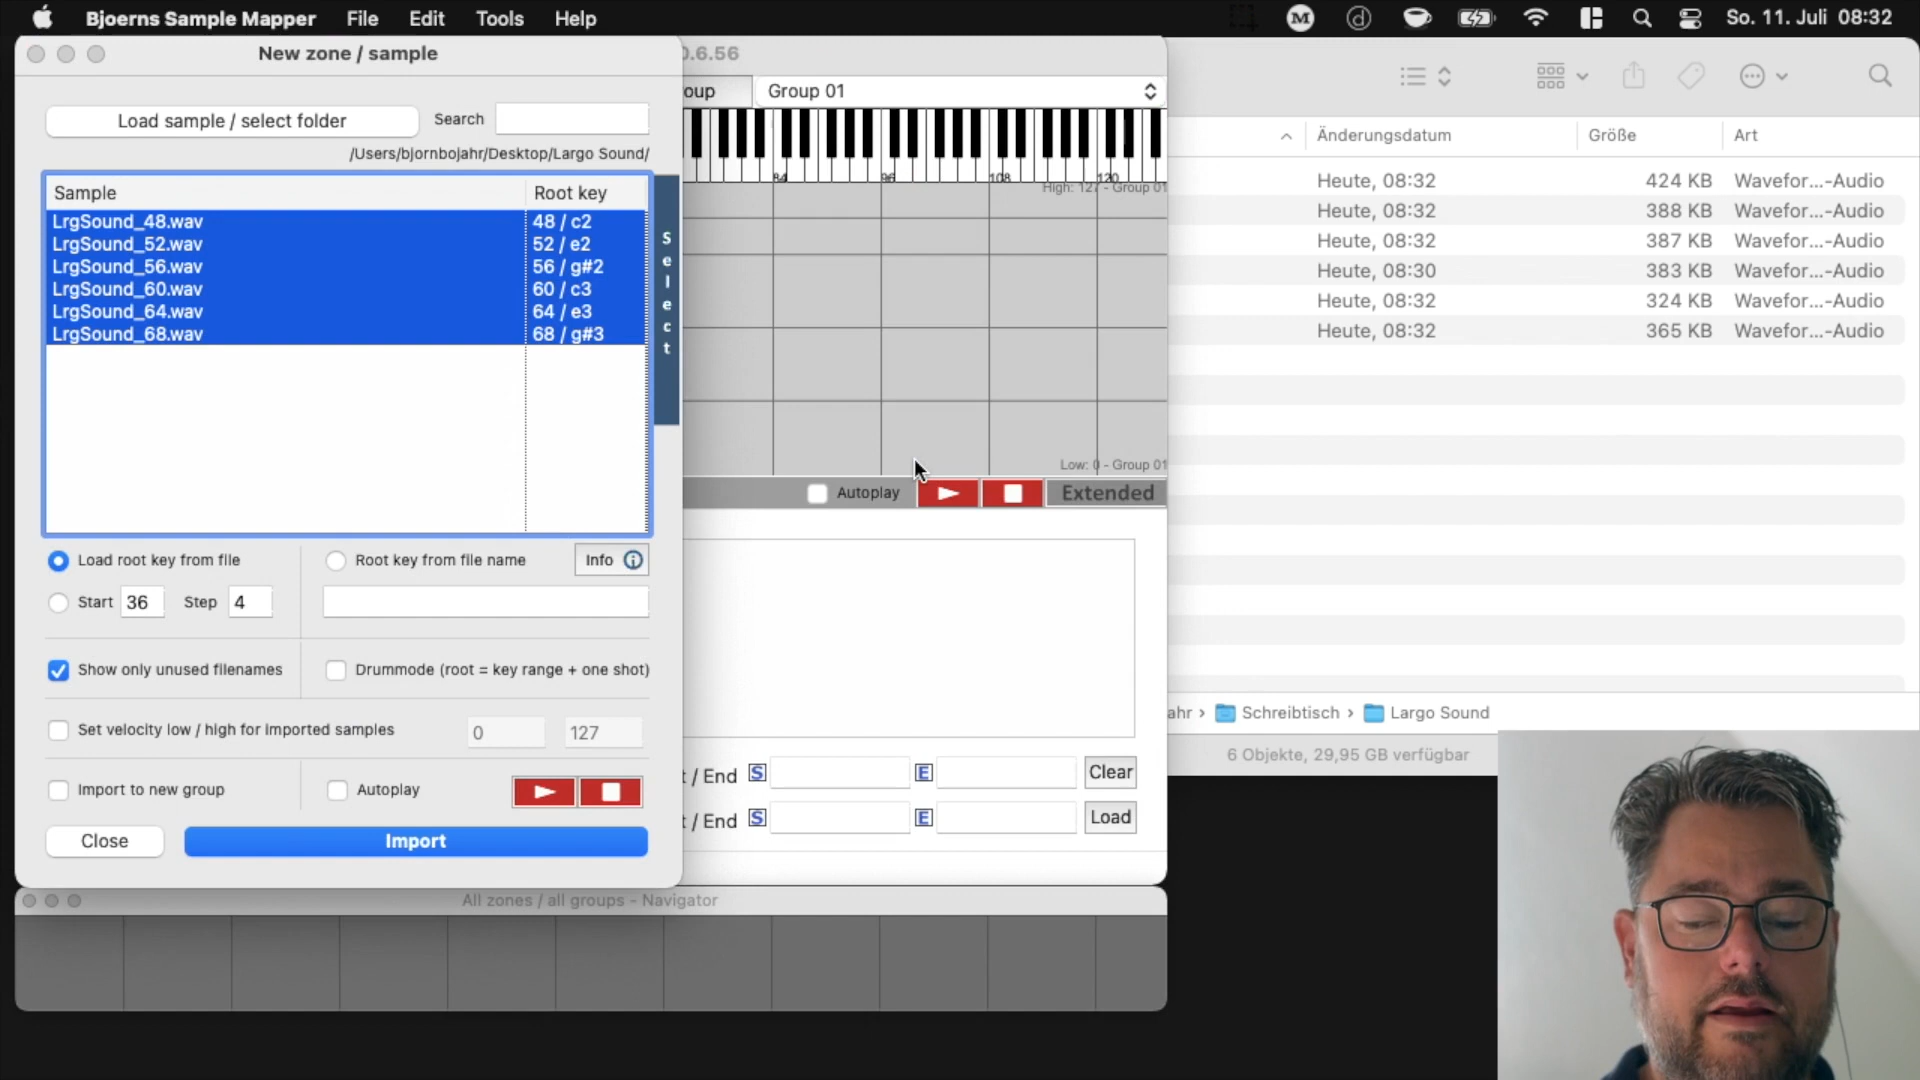 Bjoerns Sample Mapper File Edit Tools Help
So. 11. Juli 08:32
New zone / sample
0.6.56
Load sample / select folder
Search
/Users/bjornbojahr/Desktop/Largo Sound/
Sample Root key
LrgSound_48.wav 48 / c2
LrgSound_52.wav 52 / e2
LrgSound_56.wav 56 / g#2
LrgSound_60.wav 60 / c3
LrgSound_64.wav 64 / e3
LrgSound_68.wav 68 / g#3
Select
Load root key from file
Root key from file name
Info
Start 36 Step 4
Show only unused filenames
Drummode (root = key range + one shot)
Set velocity low / high for imported samples
0 127
Import to new group
Autoplay
Close
Import
oup
Group 01
84 96 108 120
High: 127 - Group 01
Low: 0 - Group 01
Autoplay
Extended
t / End S E Clear
t / End S E Load
All zones / all groups - Navigator
Änderungsdatum Größe Art
Heute, 08:32 424 KB Wavefor...-Audio
Heute, 08:32 388 KB Wavefor...-Audio
Heute, 08:32 387 KB Wavefor...-Audio
Heute, 08:30 383 KB Wavefor...-Audio
Heute, 08:32 324 KB Wavefor...-Audio
Heute, 08:32 365 KB Wavefor...-Audio
ahr › Schreibtisch › Largo Sound
6 Objekte, 29,95 GB verfügbar